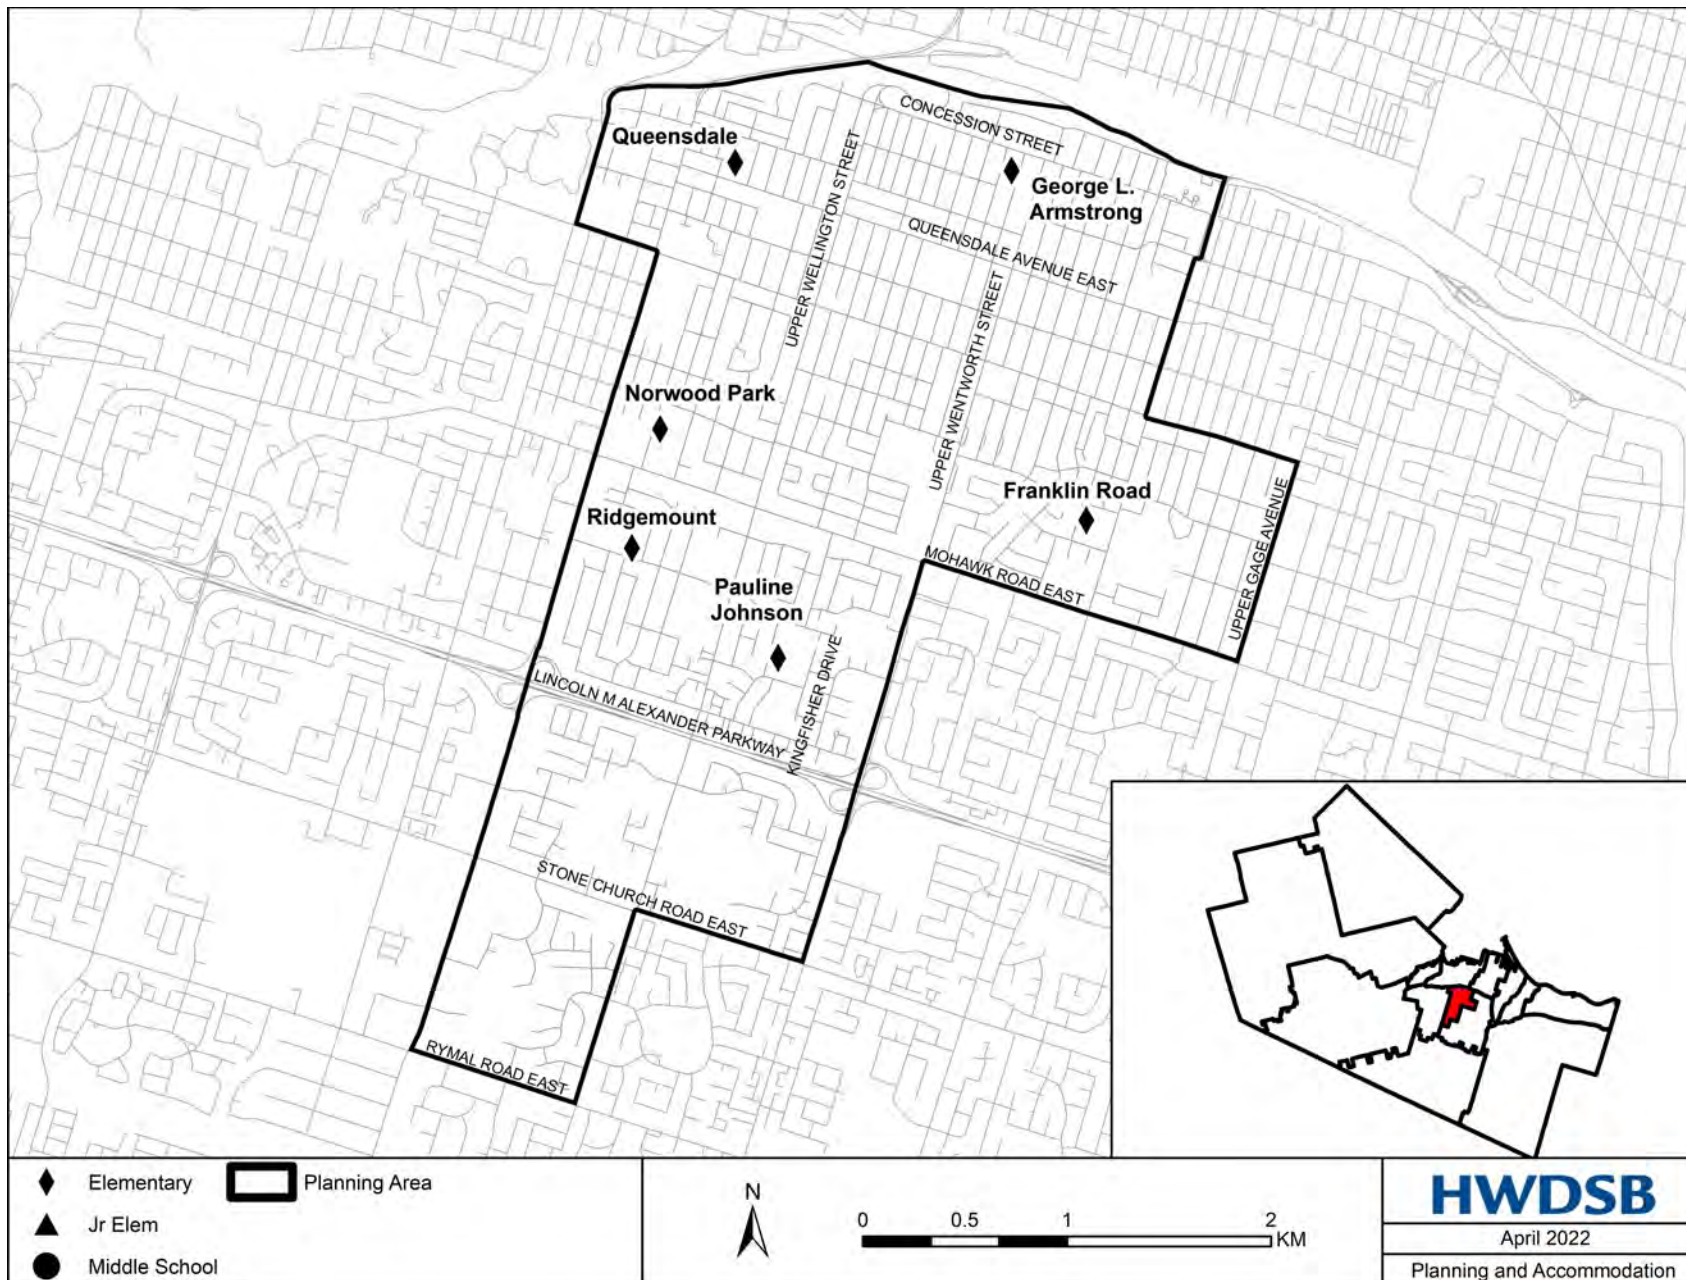 CONCESSION STREET
Queensdale
George L.
Armstrong
UPPER WELLINGTON STREET
QUEENSDALE AVENUE EAST
UPPER WENTWORTH STREET
Norwood Park
Franklin Road
Ridgemount
MOHAWK ROAD EAST
UPPER GAGE AVENUE
Pauline
Johnson
KINGFISHER DRIVE
LINCOLN M ALEXANDER PARKWAY
STONE CHURCH ROAD EAST
RYMAL ROAD EAST
Elementary
Planning Area
Jr Elem
Middle School
N
0 0.5 1 2
KM
HWDSB
April 2022
Planning and Accommodation